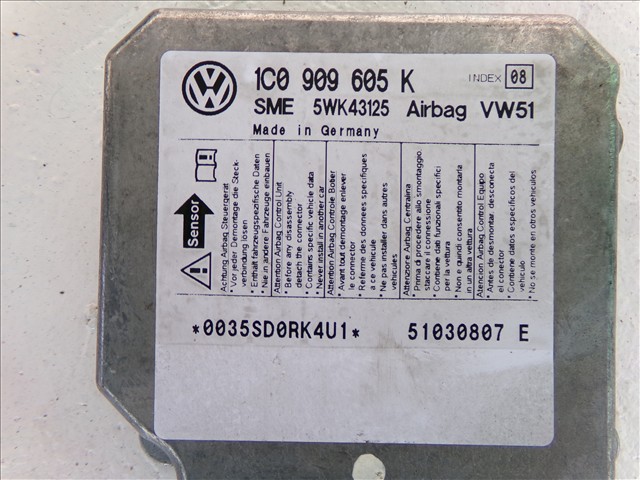 1C0 909 605 K
INDEX 08
SME 5WK43125 Airbag VW51
Made in Germany
Sensor
Achtung Airbag Steuergerät
• Vor jeder Demontage die Steck-
verbindung lösen
• Enthält fahrzeugspezifische Daten
• Nie in andere Fahrzeuge einbauen
Attention Airbag Control Unit
• Before any disassembly
detach the connector
• Contains specific vehicle data
• Never install in another car
Attention Airbag Controle Boitier
• Avant tout demontage enlever
le connector
• Referme des donnees specifiques
a ce vehicule
• Ne pas installer dans autres
vehicules
Attenzione Airbag Centralina
• Prima di procedere allo smontaggio,
staccare il connessione
• Contiene dati funzionali specifici
per la vettura
• Non e quindi consentito montarla
in un altra vettura
Atencion Airbag Control Equipo
• Antes de desmontar, desconecta
el conector
• Contiene datos especificos del
vehiculo
• No se monte en otros vehiculos
*0035SD0RK4U1*
51030807 E